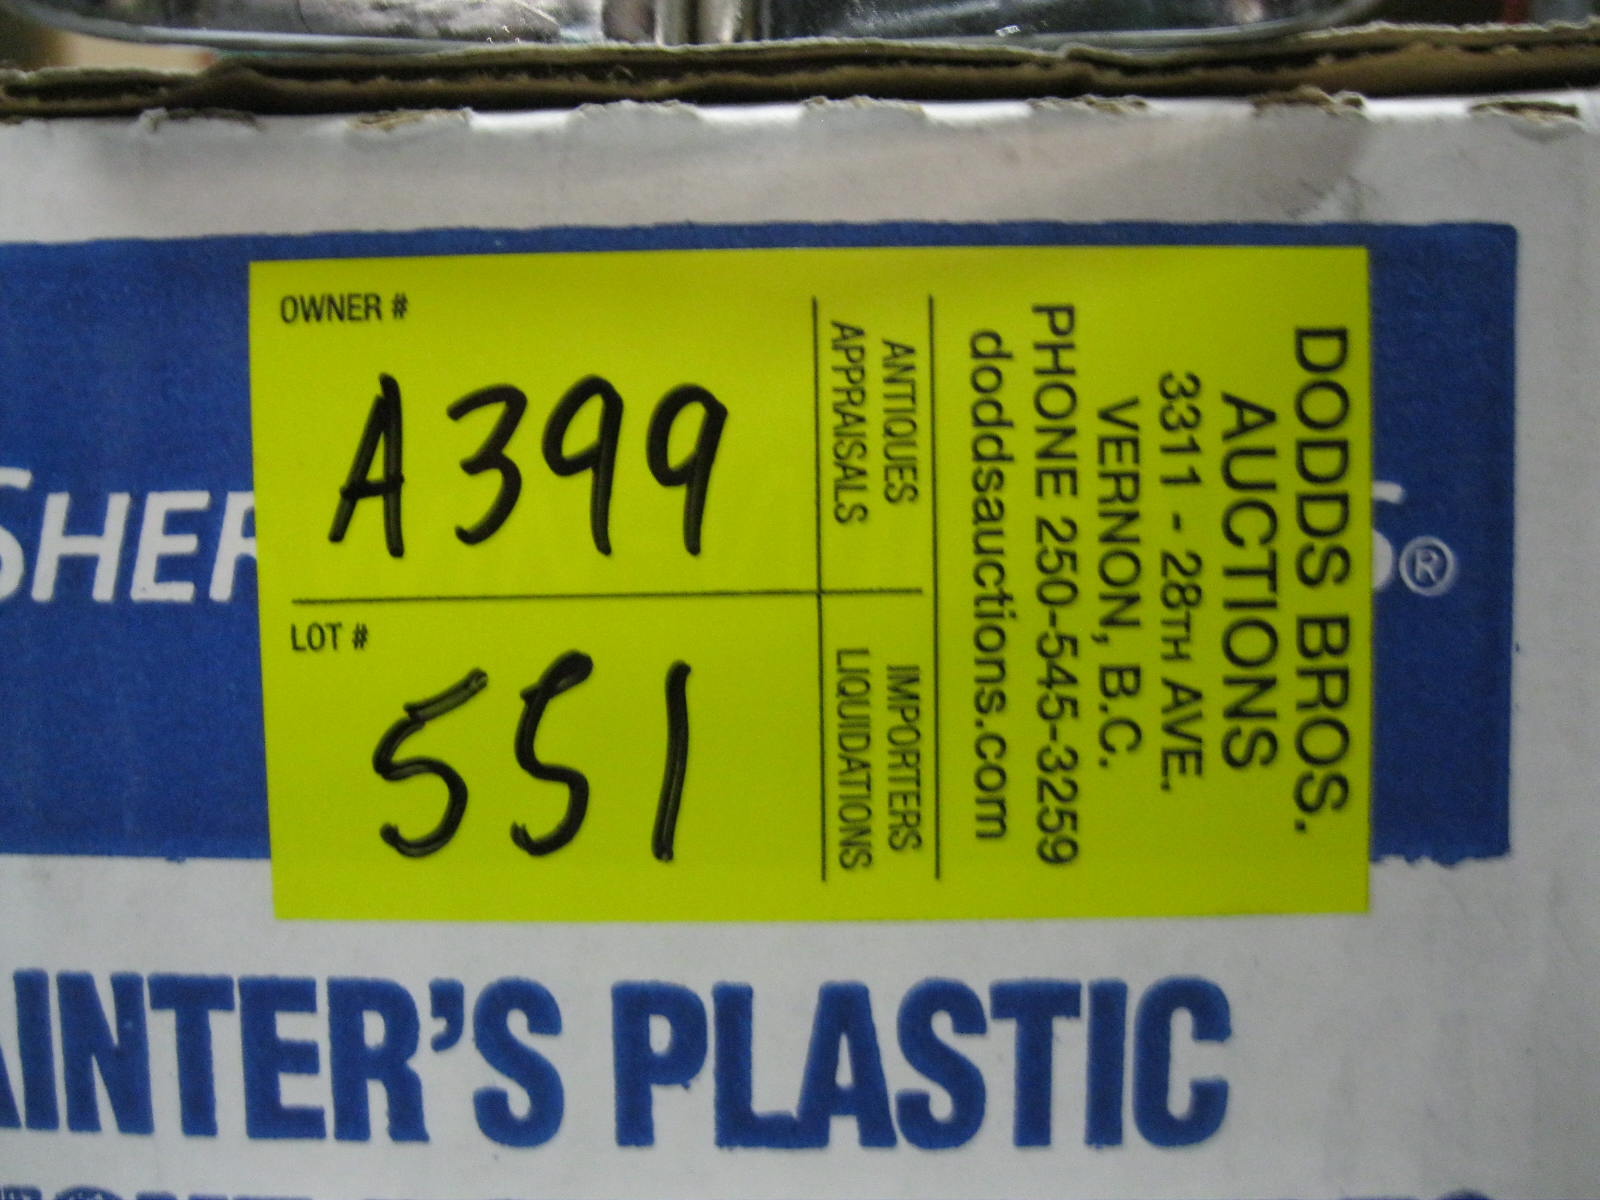 OWNER #
A399
LOT #
551
ANTIQUES
APPRAISALS
IMPORTERS
LIQUIDATIONS
DODDS BROS.
AUCTIONS
3311 - 28TH AVE.
VERNON, B.C.
PHONE 250-545-3259
doddsauctions.com
SHER
S®
AINTER'S PLASTIC